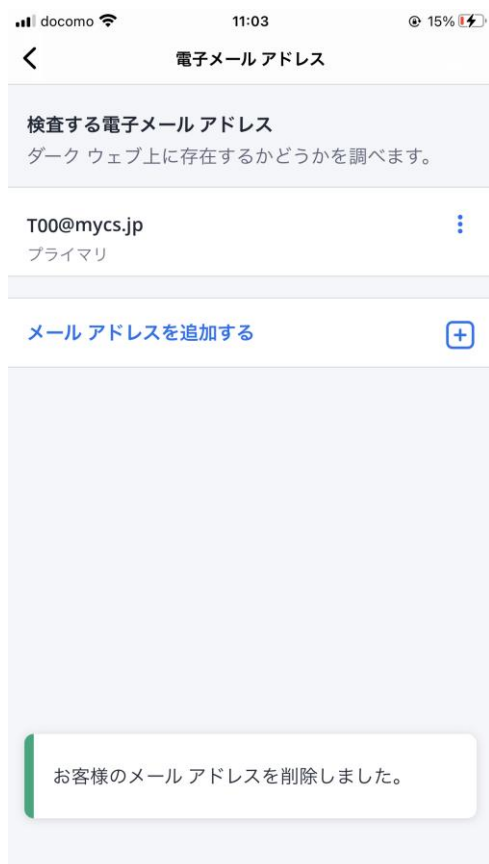 docomo 11:03 15%
電子メール アドレス
検査する電子メール アドレス
ダーク ウェブ上に存在するかどうかを調べます。
T00@mycs.jp
プライマリ
メール アドレスを追加する
お客様のメール アドレスを削除しました。